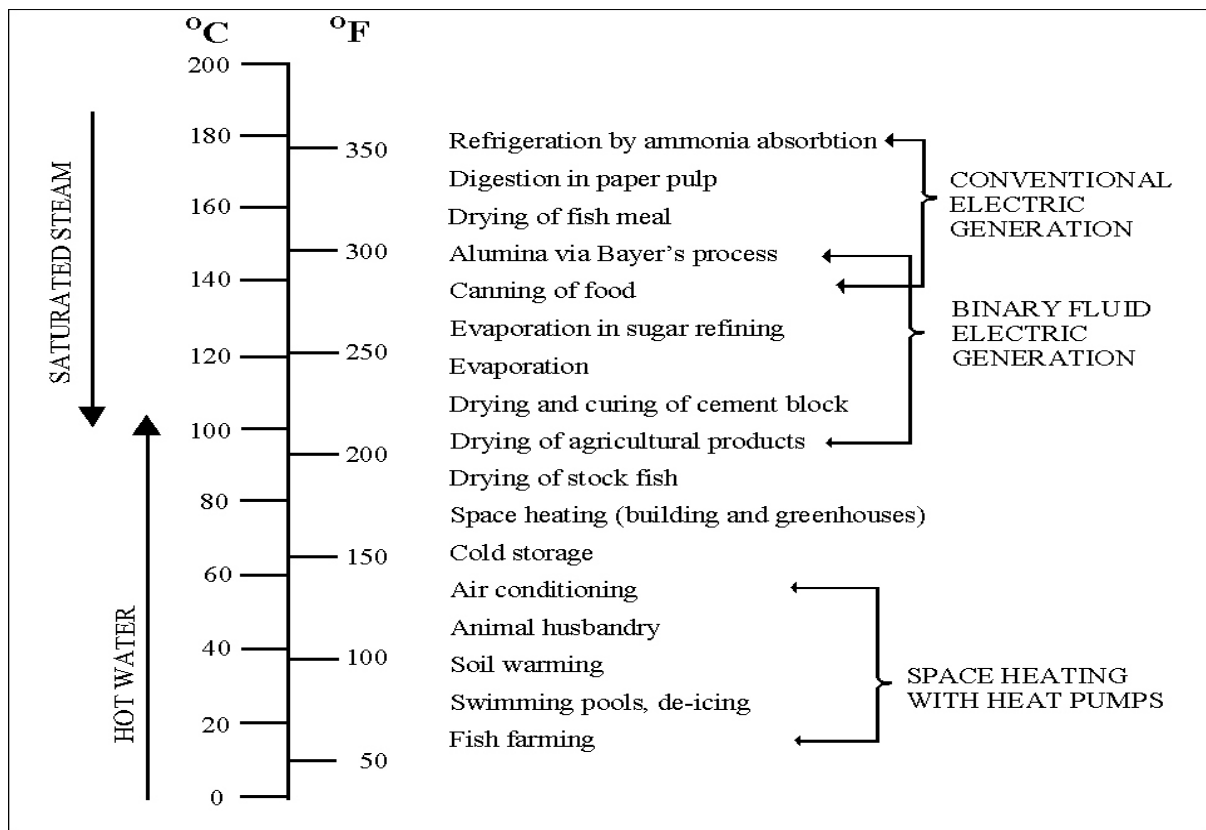 °C
°F
200
180
160
140
120
100
80
60
40
20
0
350
300
250
200
150
100
50
SATURATED STEAM
HOT WATER
Refrigeration by ammonia absorbtion
Digestion in paper pulp
Drying of fish meal
Alumina via Bayer's process
Canning of food
Evaporation in sugar refining
Evaporation
Drying and curing of cement block
Drying of agricultural products
Drying of stock fish
Space heating (building and greenhouses)
Cold storage
Air conditioning
Animal husbandry
Soil warming
Swimming pools, de-icing
Fish farming
CONVENTIONAL
ELECTRIC
GENERATION
BINARY FLUID
ELECTRIC
GENERATION
SPACE HEATING
WITH HEAT PUMPS